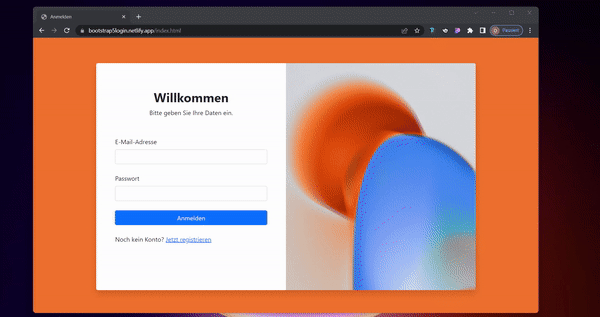 Anmelden
bootstrap5login.netlify.app/index.html
Paused
Willkommen
Bitte geben Sie Ihre Daten ein.
E-Mail-Adresse
Passwort
Anmelden
Noch kein Konto? Jetzt registrieren